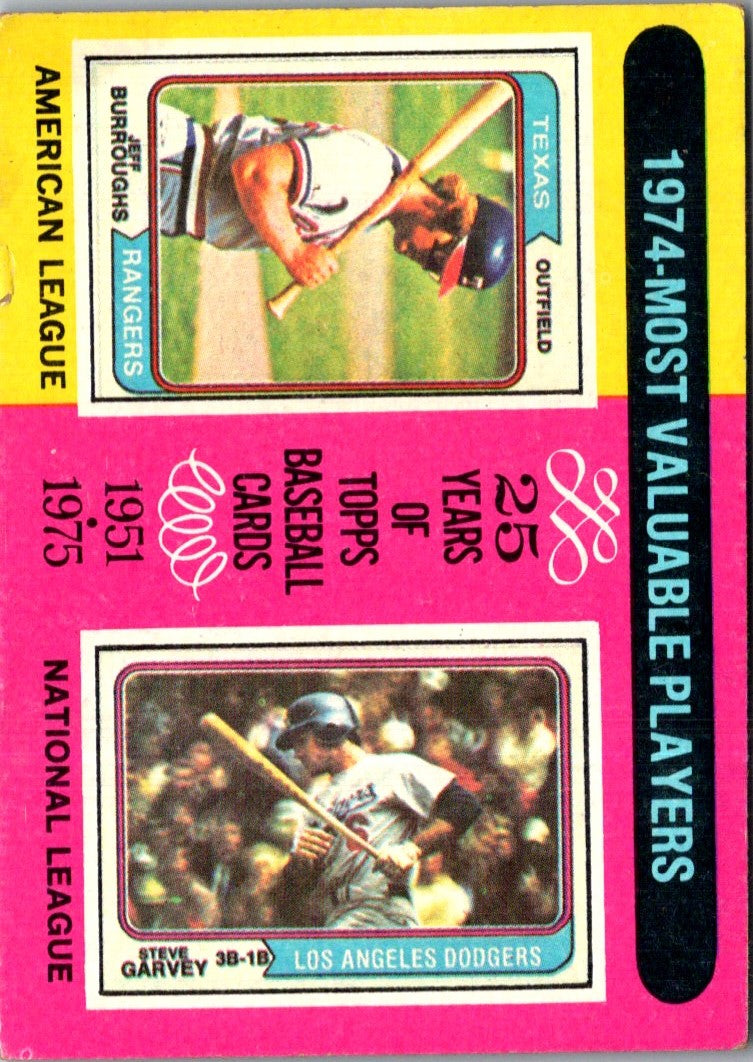 1974-MOST VALUABLE PLAYERS
TEXAS
OUTFIELD
JEFF
BURROUGHS
RANGERS
AMERICAN LEAGUE
25
YEARS
OF
TOPPS
BASEBALL
CARDS
1951
•
1975
LOS ANGELES DODGERS
3B-1B
STEVE
GARVEY
NATIONAL LEAGUE